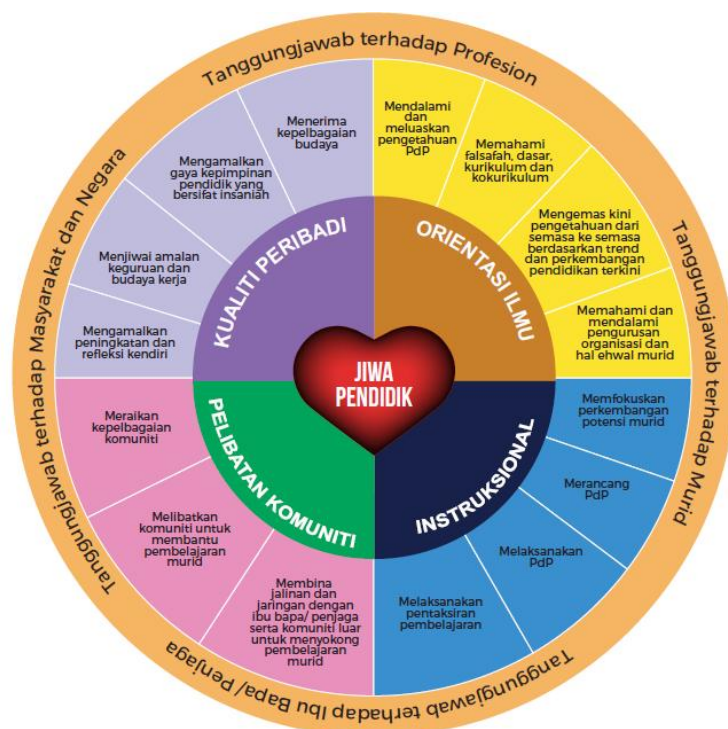 Tanggungjawab terhadap Profesion
Tanggungjawab terhadap Murid
Tanggungjawab terhadap Ibu Bapa/ Penjaga
Tanggungjawab terhadap Masyarakat dan Negara
Menerima
kepelbagaian
budaya
Mengamalkan
gaya kepimpinan
pendidik yang
bersifat insaniah
Menjiwai amalan
keguruan dan
budaya kerja
Mengamalkan
peningkatan dan
refleksi kendiri
KUALITI PERIBADI
Mendalami
dan
meluaskan
pengetahuan
PdP
Memahami
falsafah, dasar,
kurikulum dan
kokurikulum
Mengemas kini
pengetahuan dari
semasa ke semasa
berdasarkan trend
dan perkembangan
pendidikan terkini
Memahami dan
mendalami
pengurusan
organisasi dan
hal ehwal murid
ORIENTASI ILMU
JIWA
PENDIDIK
Meraikan
kepelbagaian
komuniti
Melibatkan
komuniti untuk
membantu
pembelajaran
murid
Membina
jalinan dan
jaringan dengan
ibu bapa/ penjaga
serta komuniti luar
untuk menyokong
pembelajaran
murid
PELIBATAN KOMUNITI
Memfokuskan
perkembangan
potensi murid
Merancang
PdP
Melaksanakan
PdP
Melaksanakan
pentaksiran
pembelajaran
INSTRUKSIONAL